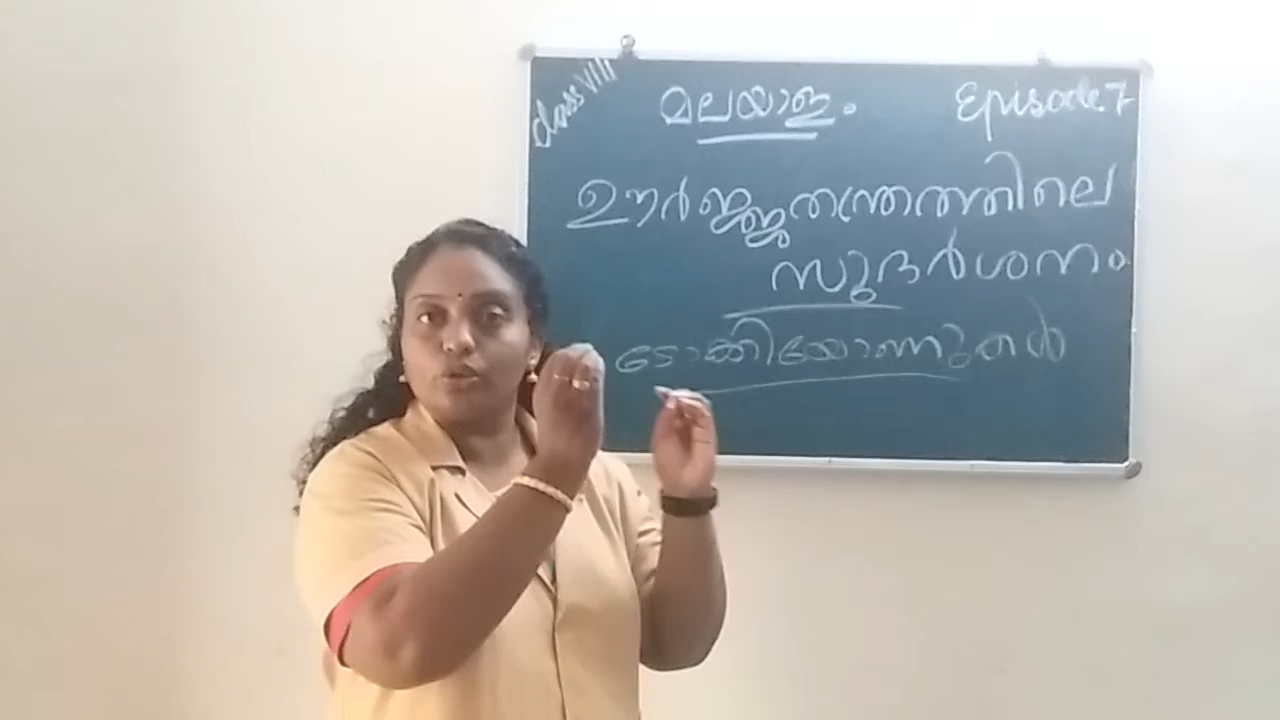 class VIII
മലയാളം
Episode 7
ഊർജ്ജതന്ത്രത്തിലെ
സുദർശനം
ടാക്കിയോണുകൾ